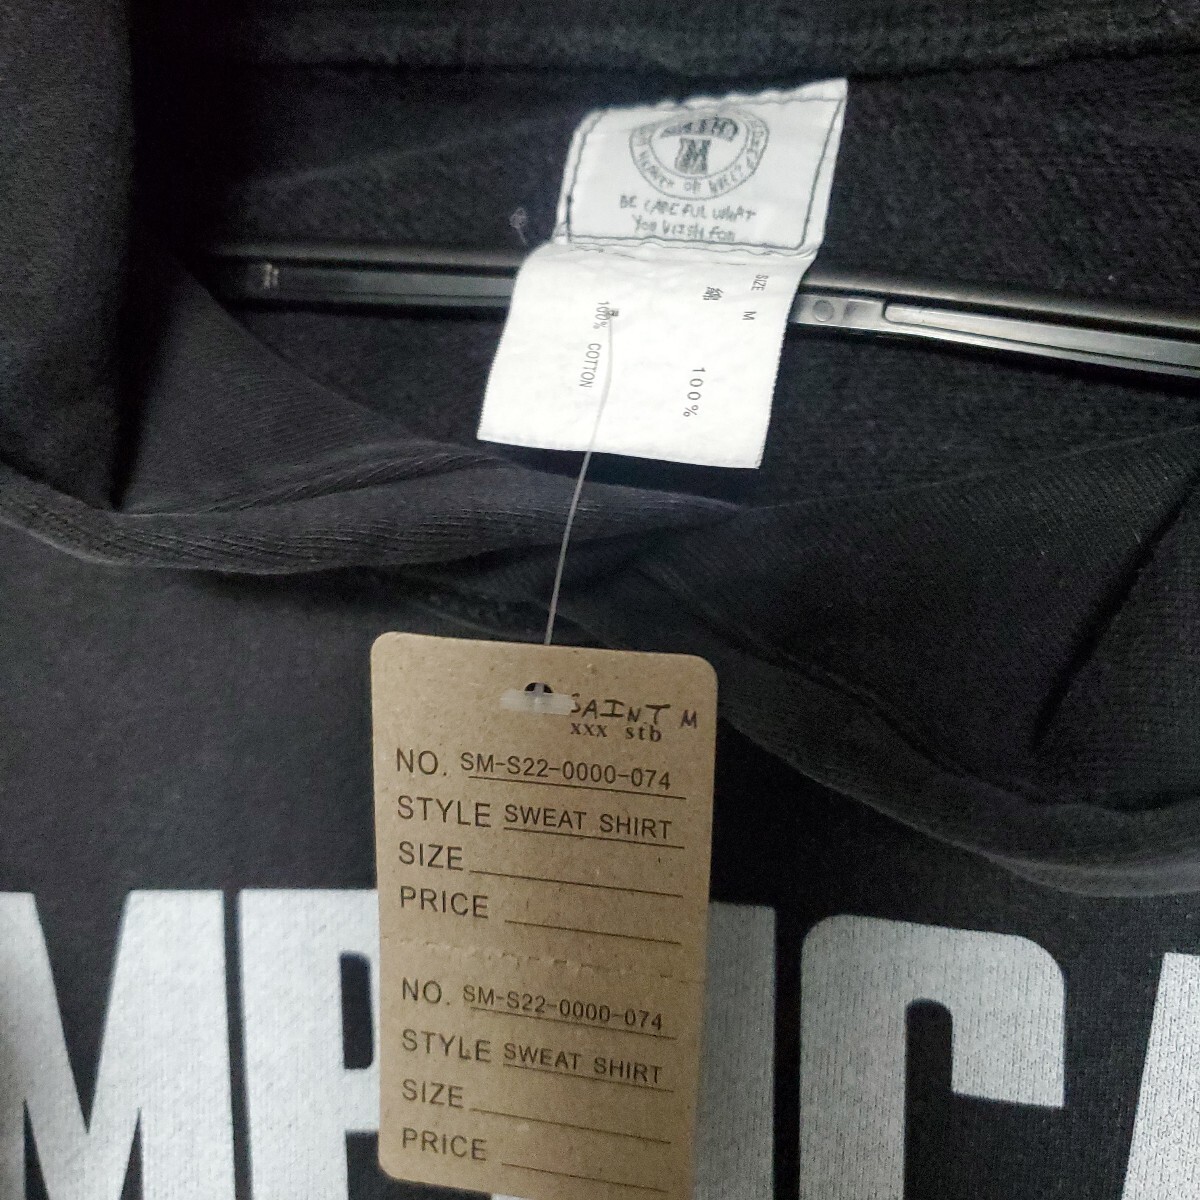 BE CAREFUL WHAT
YOU WISH FOR
SIZE M
綿 100%
100% COTTON
SAINT M
xxx stb
NO. SM-S22-0000-074
STYLE SWEAT SHIRT
SIZE
PRICE
NO. SM-S22-0000-074
STYLE SWEAT SHIRT
SIZE
PRICE